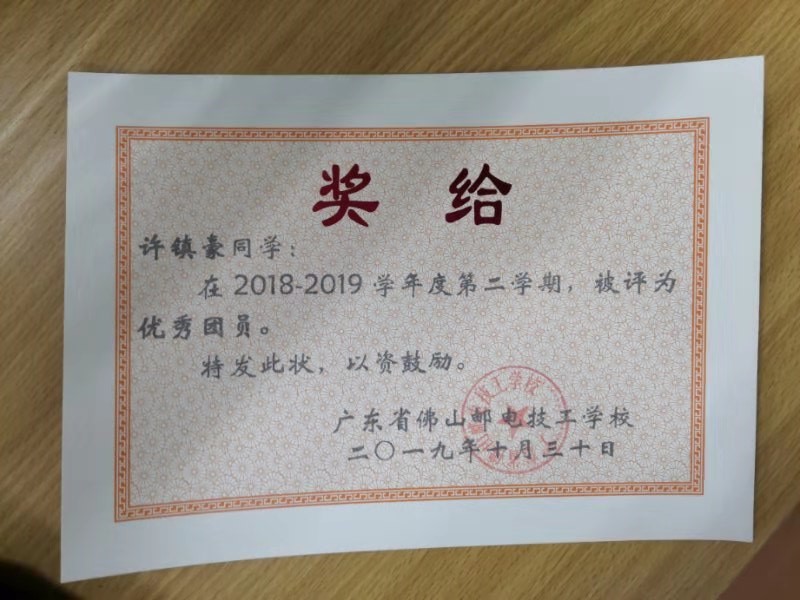 奖 给
许镇豪同学：
在 2018-2019 学年度第二学期，被评为
优秀团员。
特发此状，以资鼓励。
广东省佛山邮电技工学校
二〇一九年十月三十日